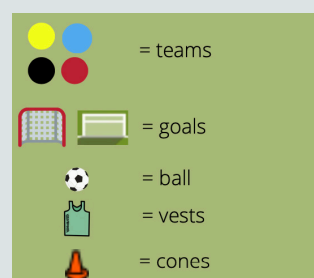 = teams
= goals
= ball
= vests
= cones